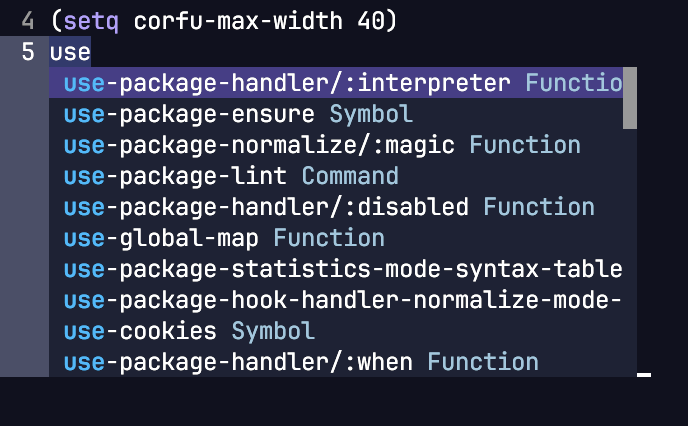 4 (setq corfu-max-width 40)
5 use
use-package-handler/:interpreter Functio
use-package-ensure Symbol
use-package-normalize/:magic Function
use-package-lint Command
use-package-handler/:disabled Function
use-global-map Function
use-package-statistics-mode-syntax-table
use-package-hook-handler-normalize-mode-
use-cookies Symbol
use-package-handler/:when Function